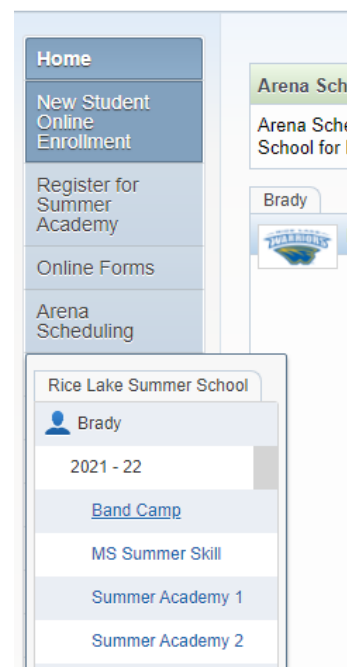 Home
New Student
Online
Enrollment
Register for
Summer
Academy
Online Forms
Arena
Scheduling
Arena Sch
Arena Sche
School for
Brady
WARRIORS
Rice Lake Summer School
Brady
2021 - 22
Band Camp
MS Summer Skill
Summer Academy 1
Summer Academy 2